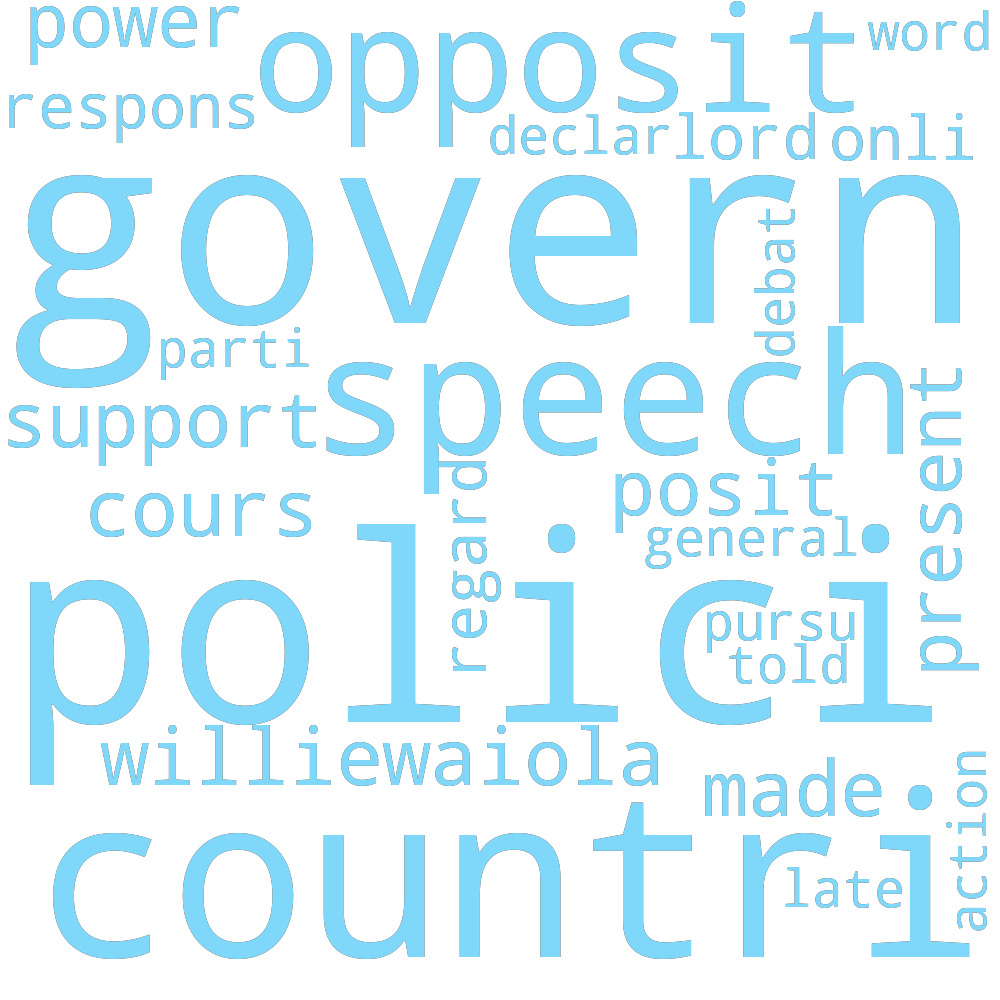 power
opposit
word
respons
declar
lord
onli
govern
debat
parti
speech
support
present
regard
posit
cours
general
polici
pursu
told
williewaiola
made
action
countri
late